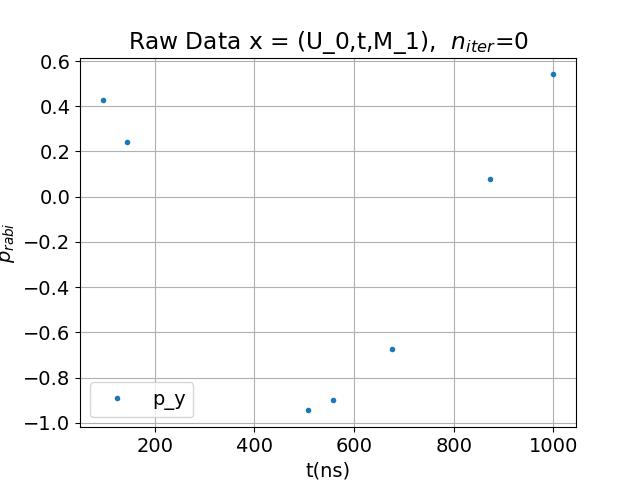 Raw Data x = (U_0,t,M_1), n_iter=0
0.6
0.4
0.2
0.0
−0.2
−0.4
−0.6
−0.8
−1.0
p_rabi
p_y
200 400 600 800 1000
t(ns)